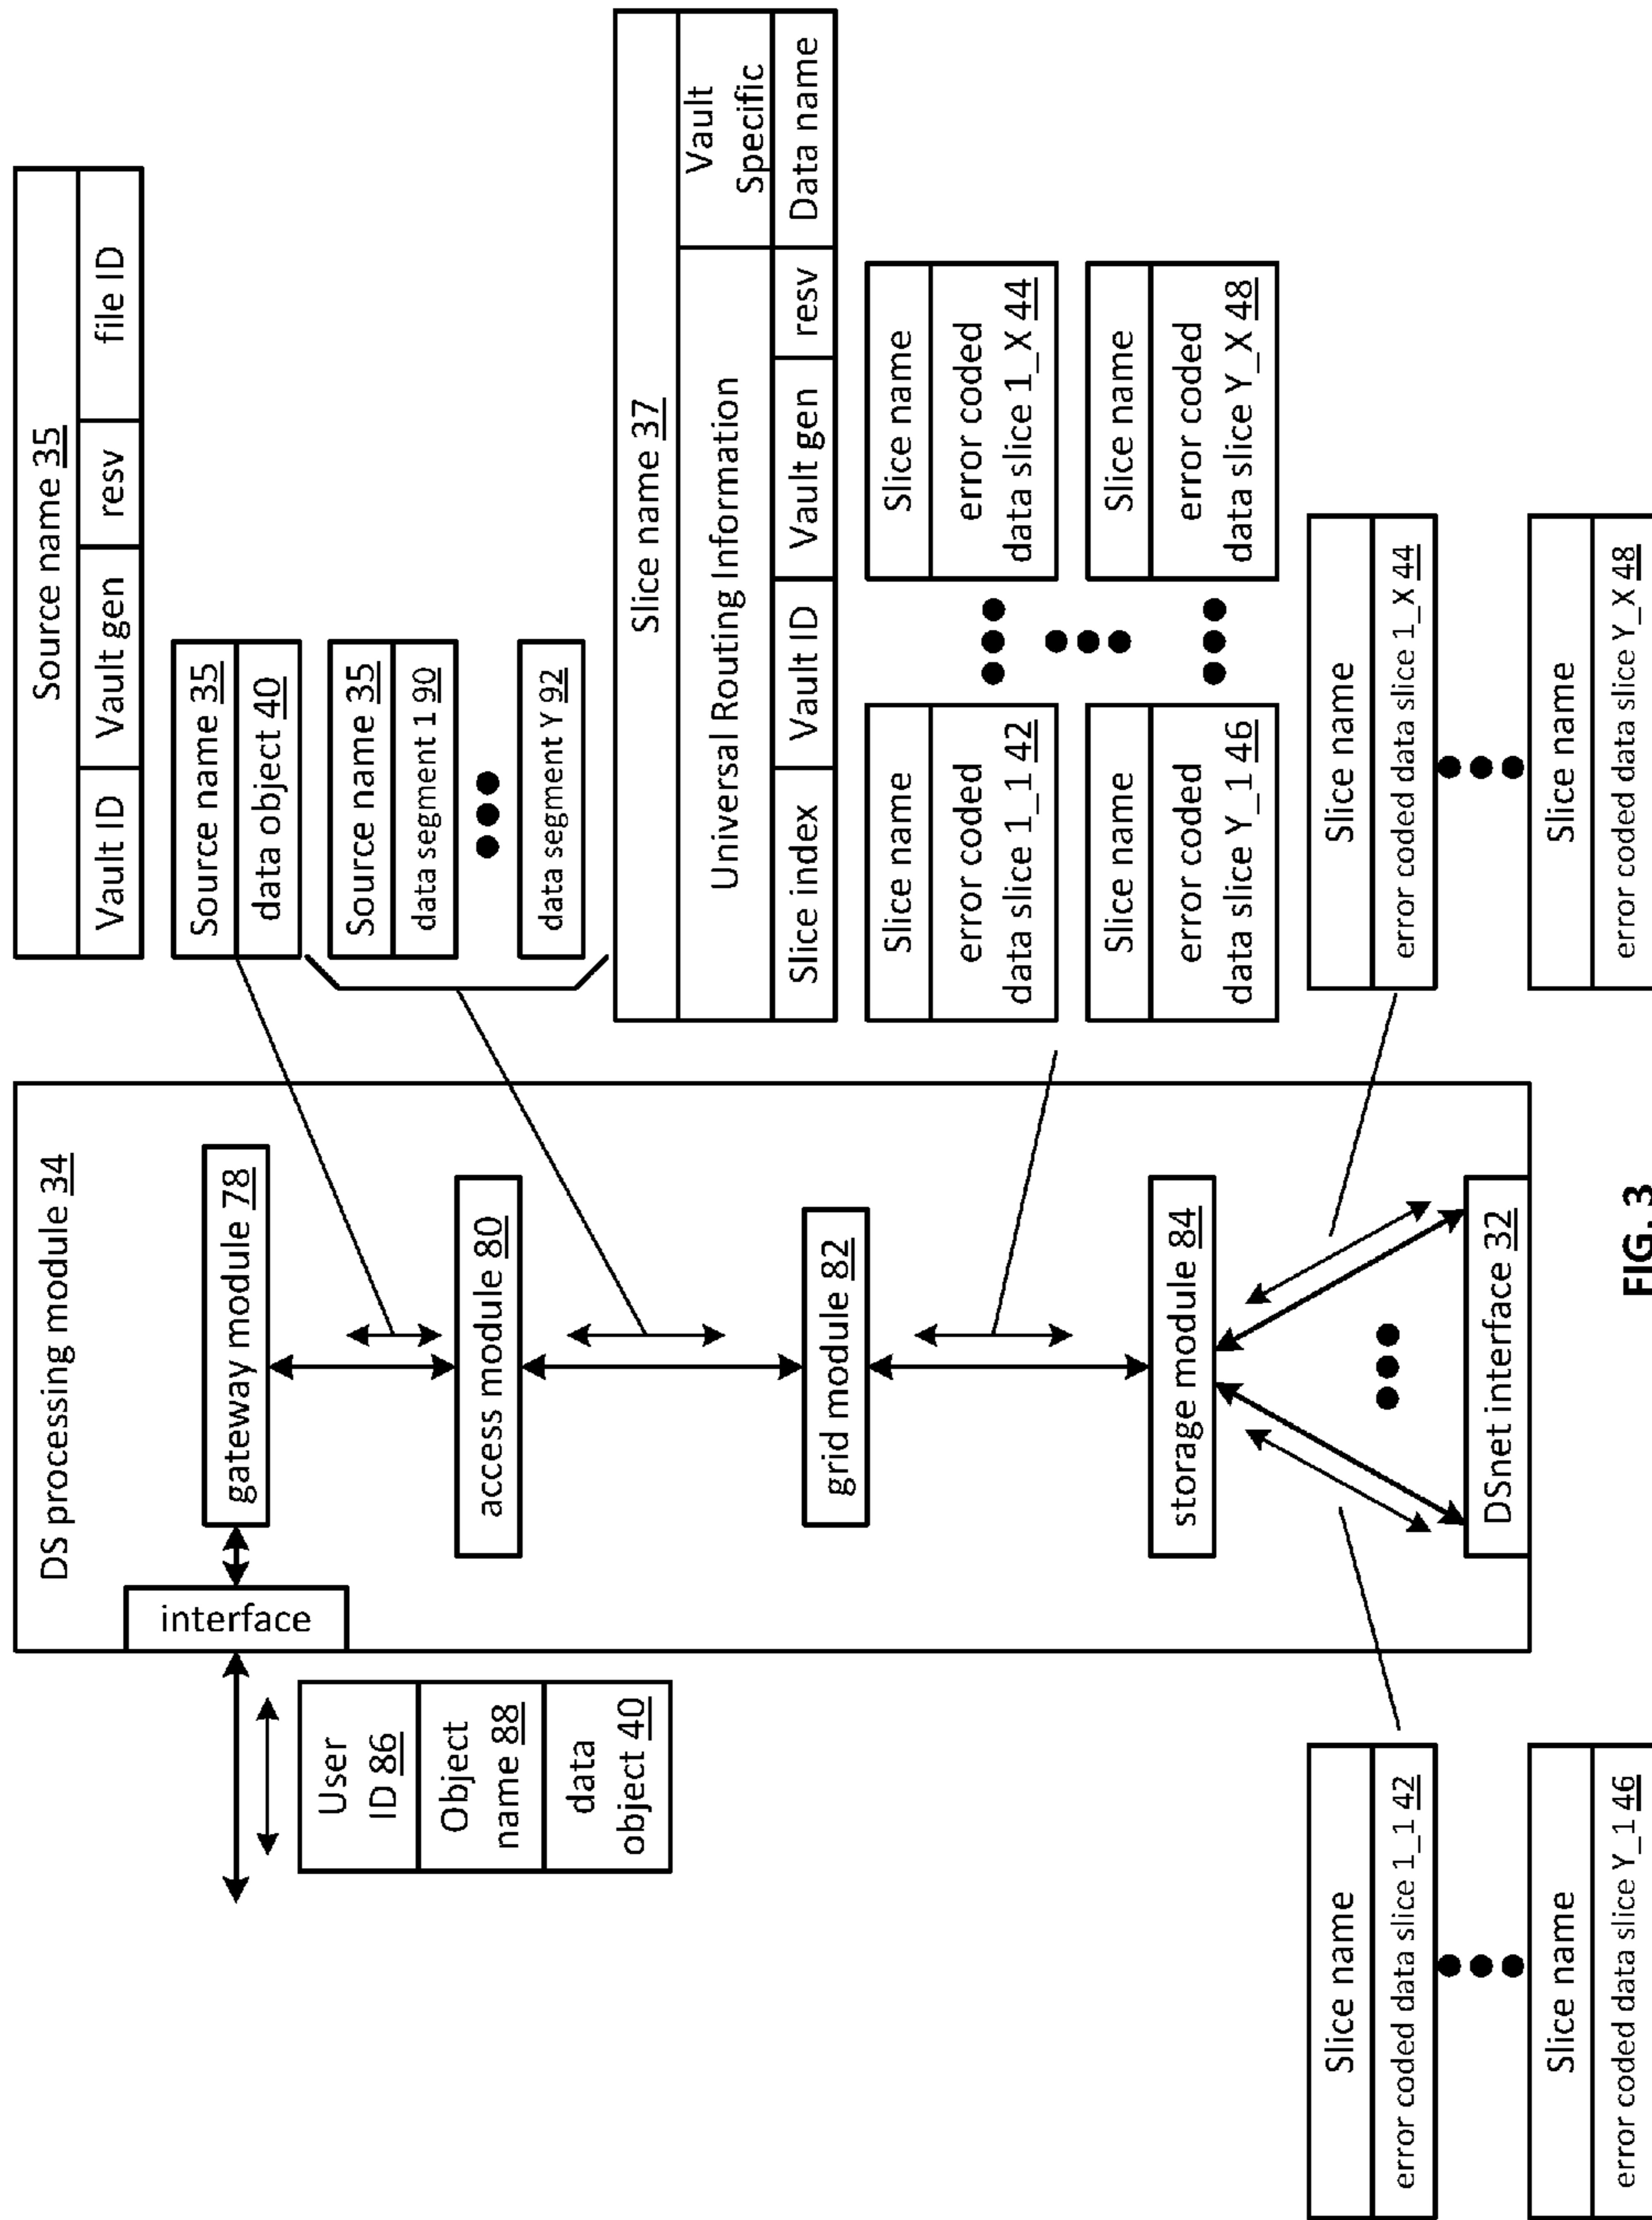 DS processing module 34
interface
gateway module 78
access module 80
grid module 82
storage module 84
DSnet interface 32
User
ID 86
Object
name 88
data
object 40
Source name 35
Vault ID
Vault gen
resv
file ID
Source name 35
data object 40
Source name 35
data segment 1 90
data segment Y 92
Slice name 37
Universal Routing Information
Vault
Specific
Slice index
Vault ID
Vault gen
resv
Data name
Slice name
error coded
data slice 1_1 42
Slice name
error coded
data slice 1_X 44
Slice name
error coded
data slice Y_1 46
Slice name
error coded
data slice Y_X 48
Slice name
error coded data slice 1_1 42
Slice name
error coded data slice Y_1 46
Slice name
error coded data slice 1_X 44
Slice name
error coded data slice Y_X 48
FIG. 3